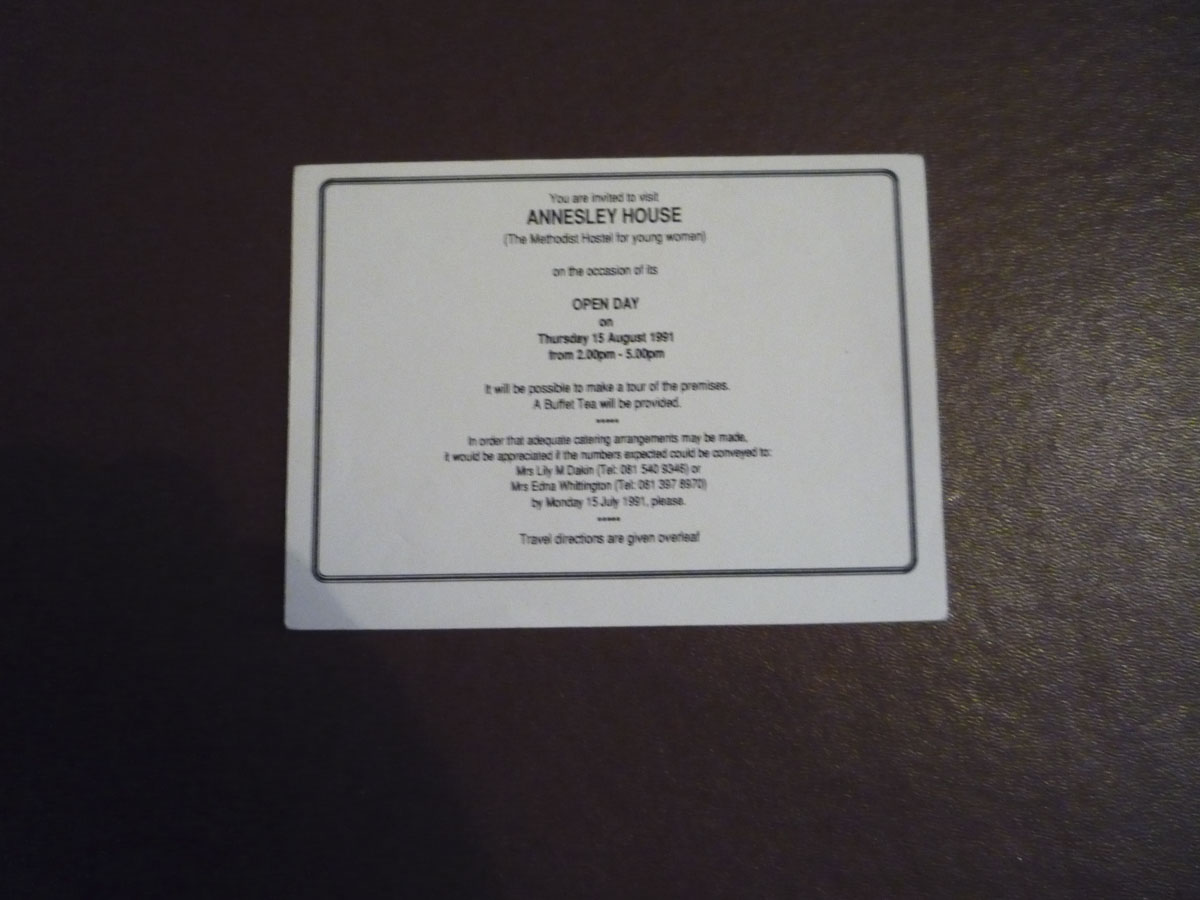 You are invited to visit
ANNESLEY HOUSE
(The Methodist Hostel for young women)
on the occasion of its
OPEN DAY
on
Thursday 15 August 1991
from 2.00pm - 5.00pm
It will be possible to make a tour of the premises.
A Buffet Tea will be provided.
*****
In order that adequate catering arrangements may be made,
it would be appreciated if the numbers expected could be conveyed to:
Mrs Lily M Dakin (Tel: 081 540 9346) or
Mrs Edna Whittington (Tel: 081 397 8970)
by Monday 15 July 1991, please.
*****
Travel directions are given overleaf